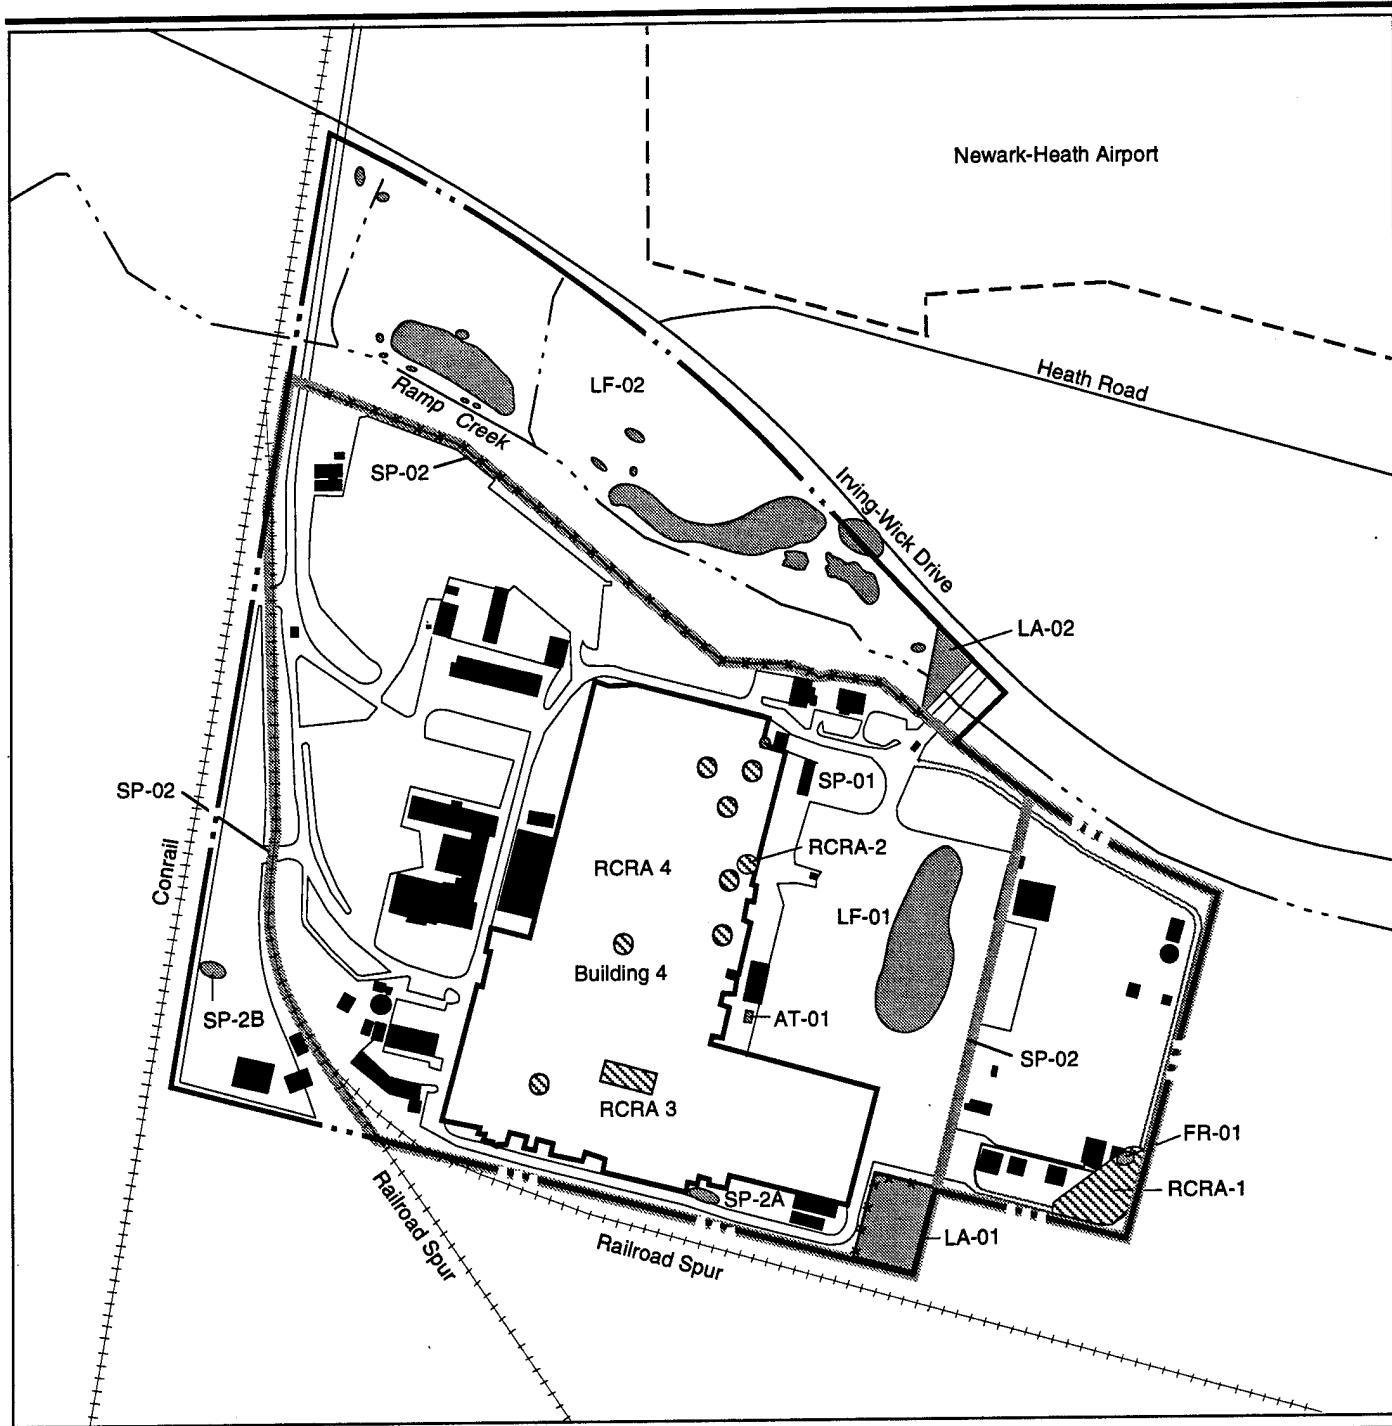 Newark-Heath Airport
Heath Road
LF-02
Ramp Creek
SP-02
Irving-Wick Drive
LA-02
SP-01
SP-02
Conrail
RCRA-2
RCRA 4
LF-01
Building 4
SP-2B
AT-01
SP-02
RCRA 3
FR-01
RCRA-1
SP-2A
LA-01
Railroad Spur
Railroad Spur